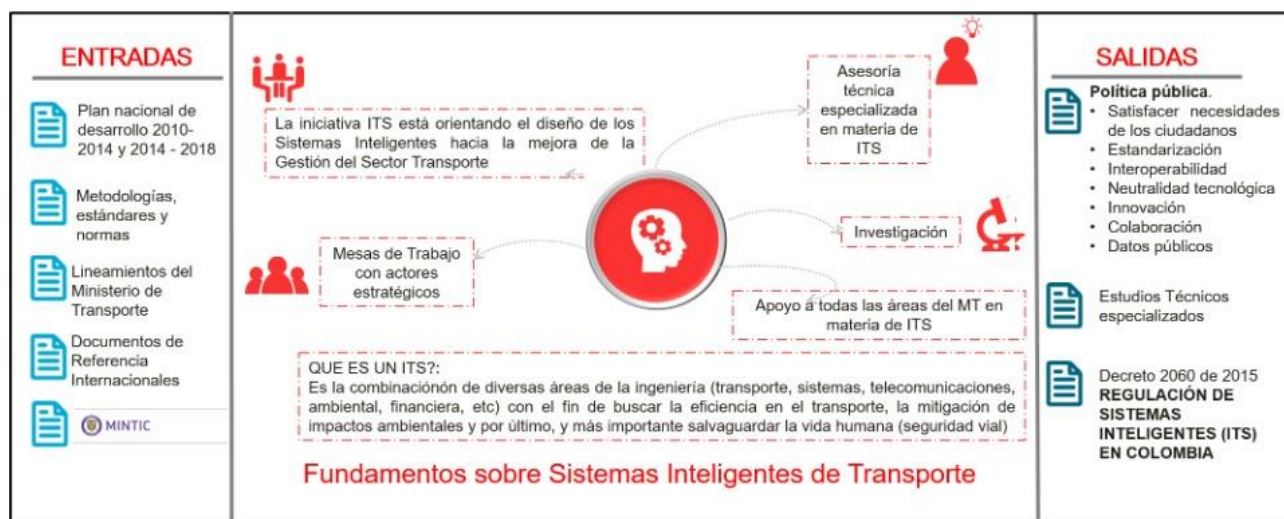 ENTRADAS
Plan nacional de
desarrollo 2010-
2014 y 2014 - 2018
Metodologías,
estándares y
normas
Lineamientos del
Ministerio de
Transporte
Documentos de
Referencia
Internacionales
MINTIC
La iniciativa ITS está orientando el diseño de los
Sistemas Inteligentes hacia la mejora de la
Gestión del Sector Transporte
Asesoría
técnica
especializada
en materia de
ITS
Mesas de Trabajo
con actores
estratégicos
Investigación
Apoyo a todas las áreas del MT en
materia de ITS
QUE ES UN ITS?:
Es la combinaciónón de diversas áreas de la ingeniería (transporte, sistemas, telecomunicaciones,
ambiental, financiera, etc) con el fin de buscar la eficiencia en el transporte, la mitigación de
impactos ambientales y por último, y más importante salvaguardar la vida humana (seguridad vial)
Fundamentos sobre Sistemas Inteligentes de Transporte
SALIDAS
Política pública.
• Satisfacer necesidades
de los ciudadanos
• Estandarización
• Interoperabilidad
• Neutralidad tecnológica
• Innovación
• Colaboración
• Datos públicos
Estudios Técnicos
especializados
Decreto 2060 de 2015
REGULACIÓN DE
SISTEMAS
INTELIGENTES (ITS)
EN COLOMBIA